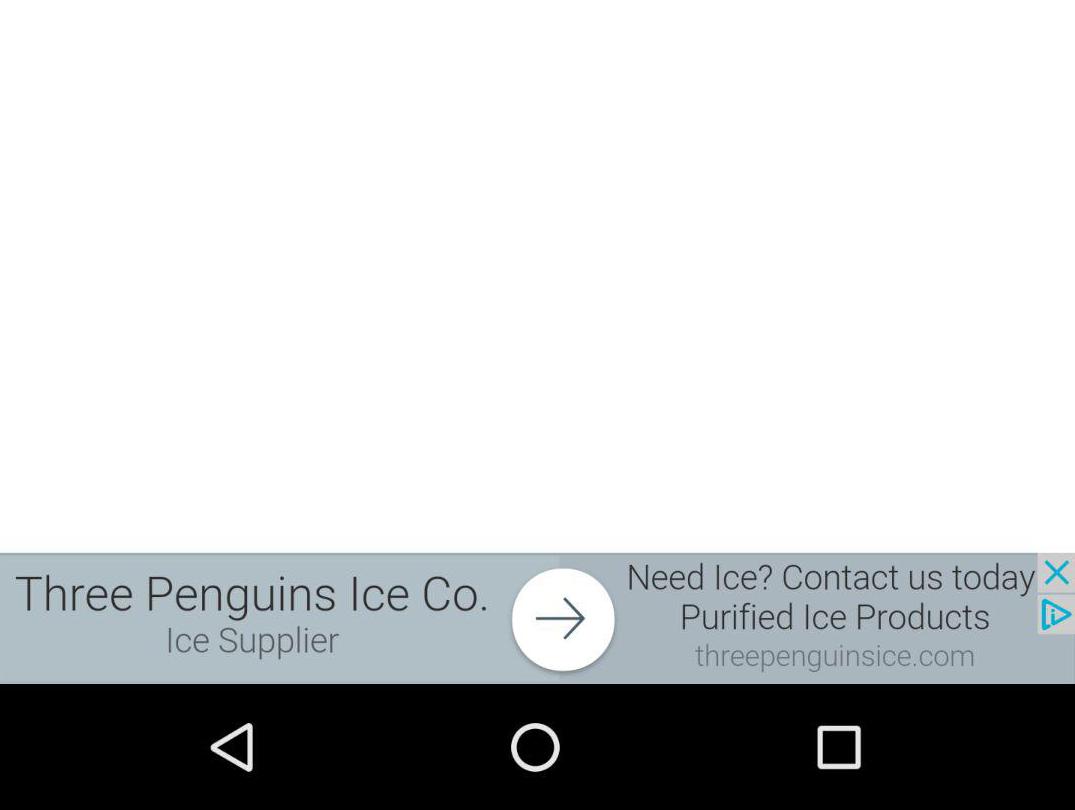 Three Penguins Ice Co.
Ice Supplier
Need Ice? Contact us today
Purified Ice Products
threepenguinsice.com